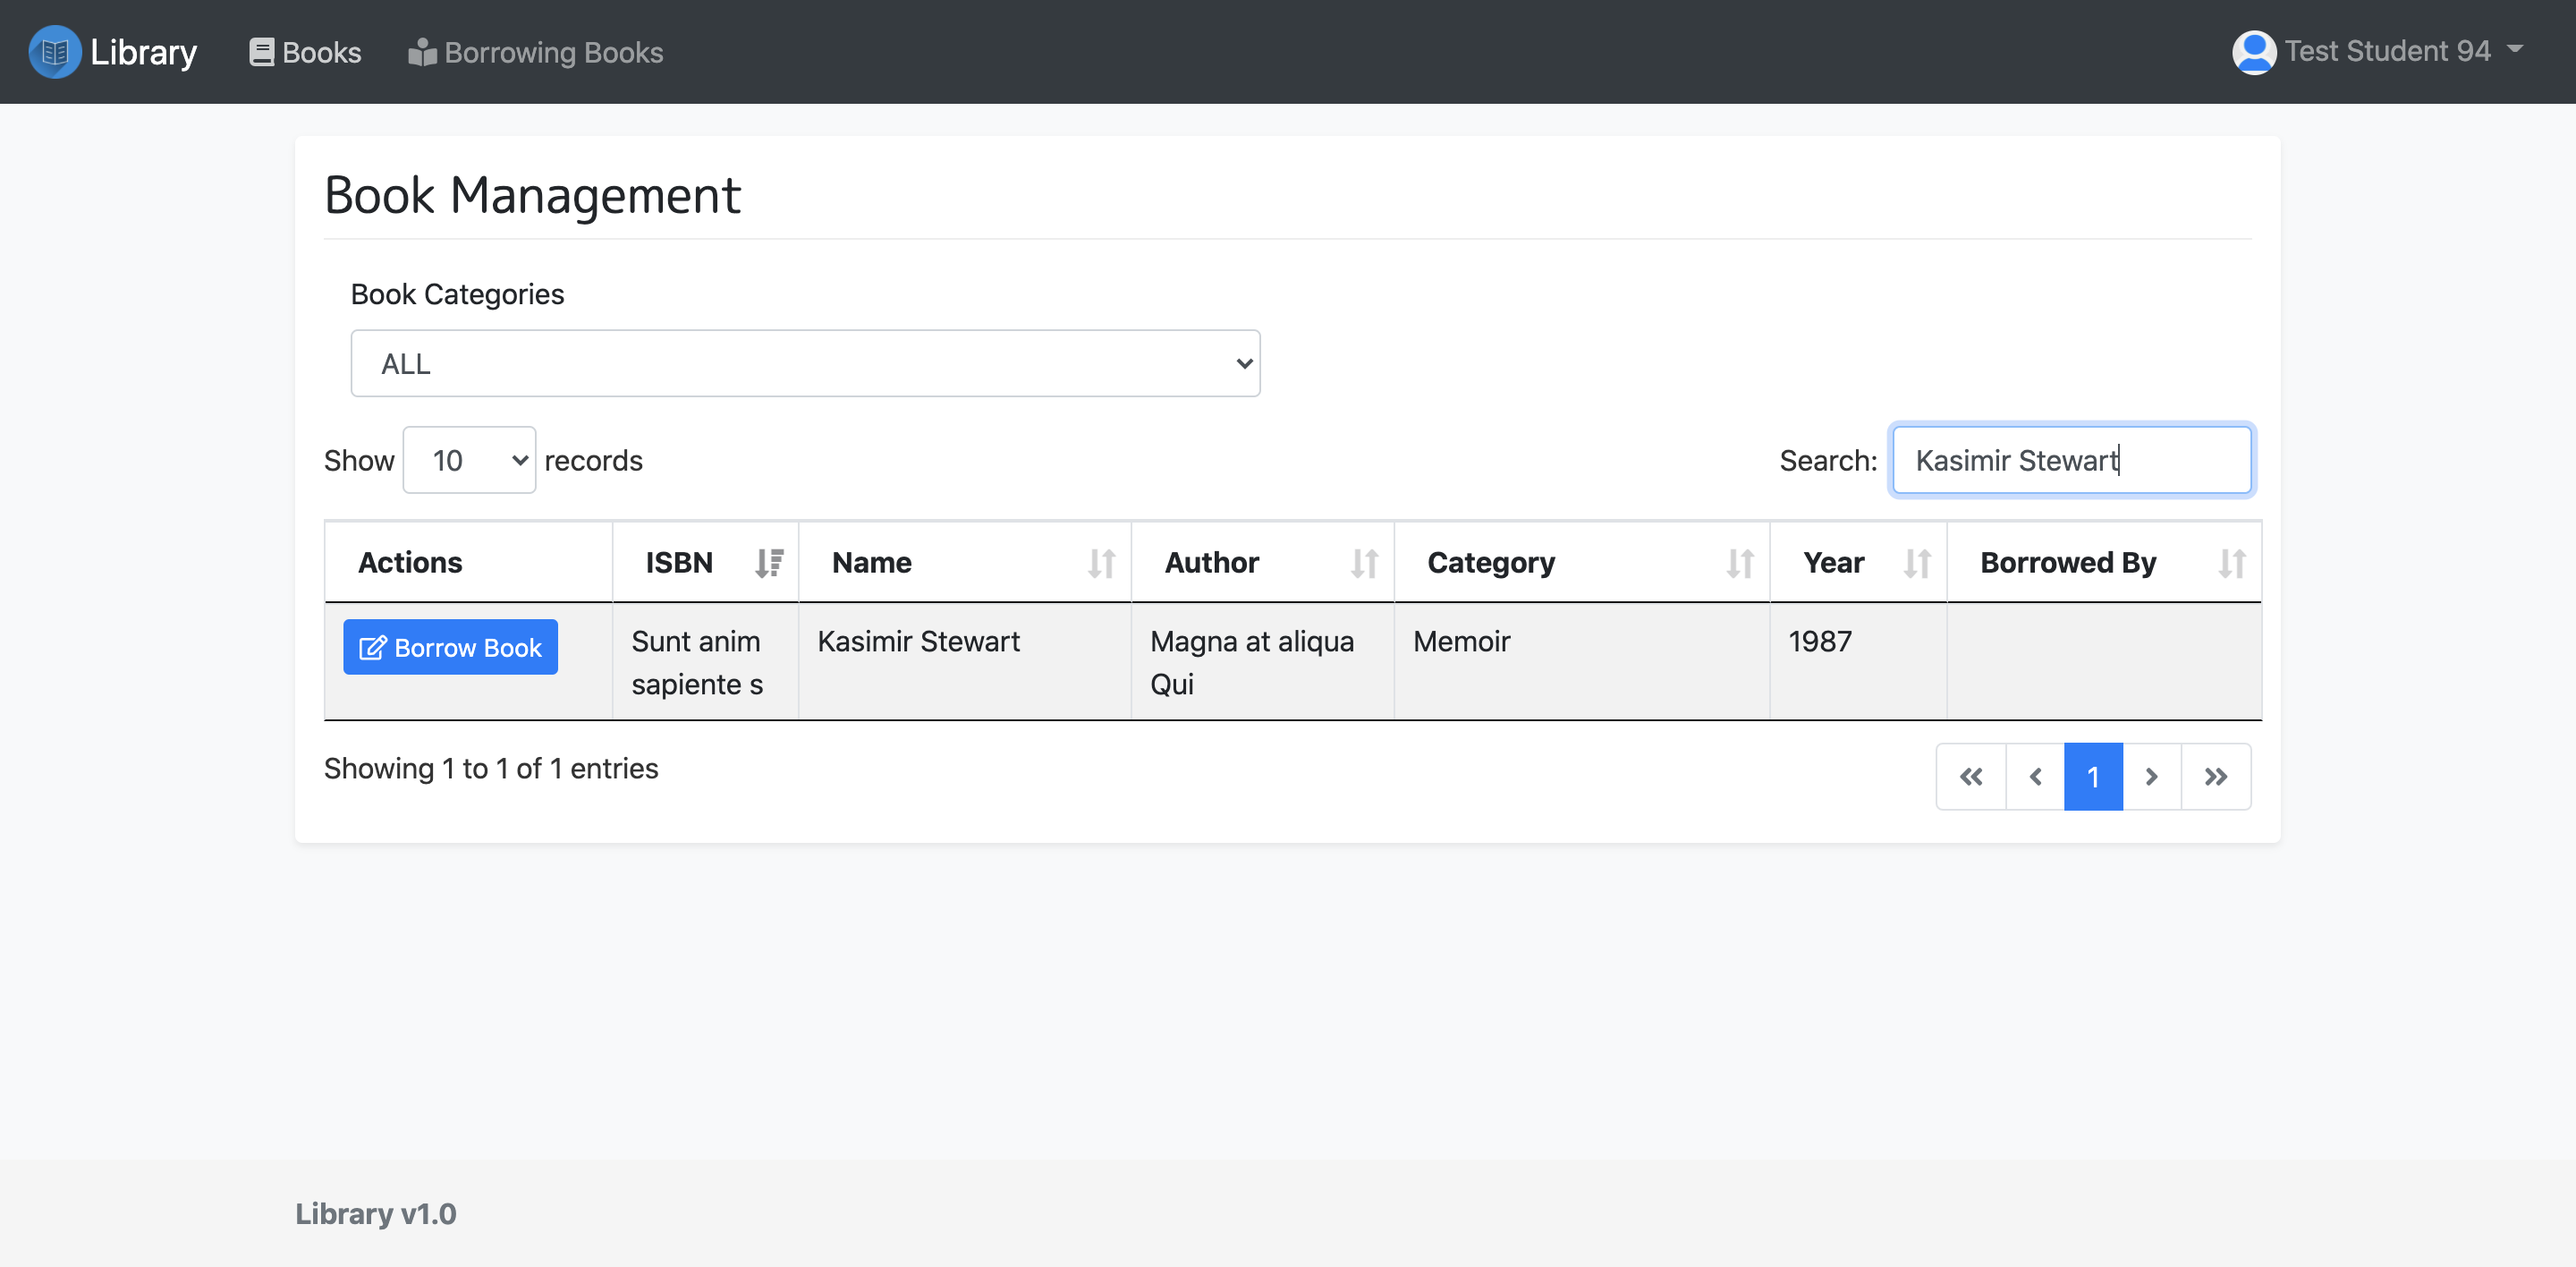 Library Books Borrowing Books Test Student 94
Book Management
Book Categories
ALL
Show 10 records Search: Kasimir Stewart
Actions ISBN Name Author Category Year Borrowed By
Borrow Book Sunt anim Kasimir Stewart Magna at aliqua Memoir 1987
sapiente s Qui
Showing 1 to 1 of 1 entries
1
Library v1.0